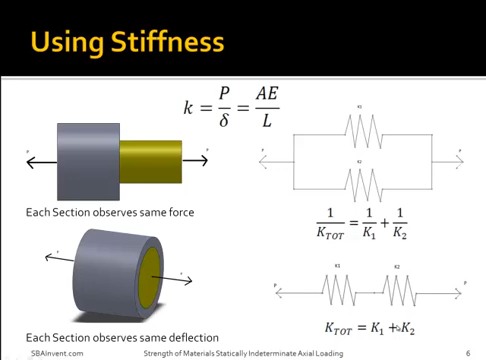 Using Stiffness
k = P/δ = AE/L
P
P
Each Section observes same force
K1
P
P
K2
1/K_TOT = 1/K_1 + 1/K_2
Each Section observes same deflection
K1 K2
P
P
K_TOT = K_1 + K_2
SBAInvent.com Strength of Materials Statically Indeterminate Axial Loading 6